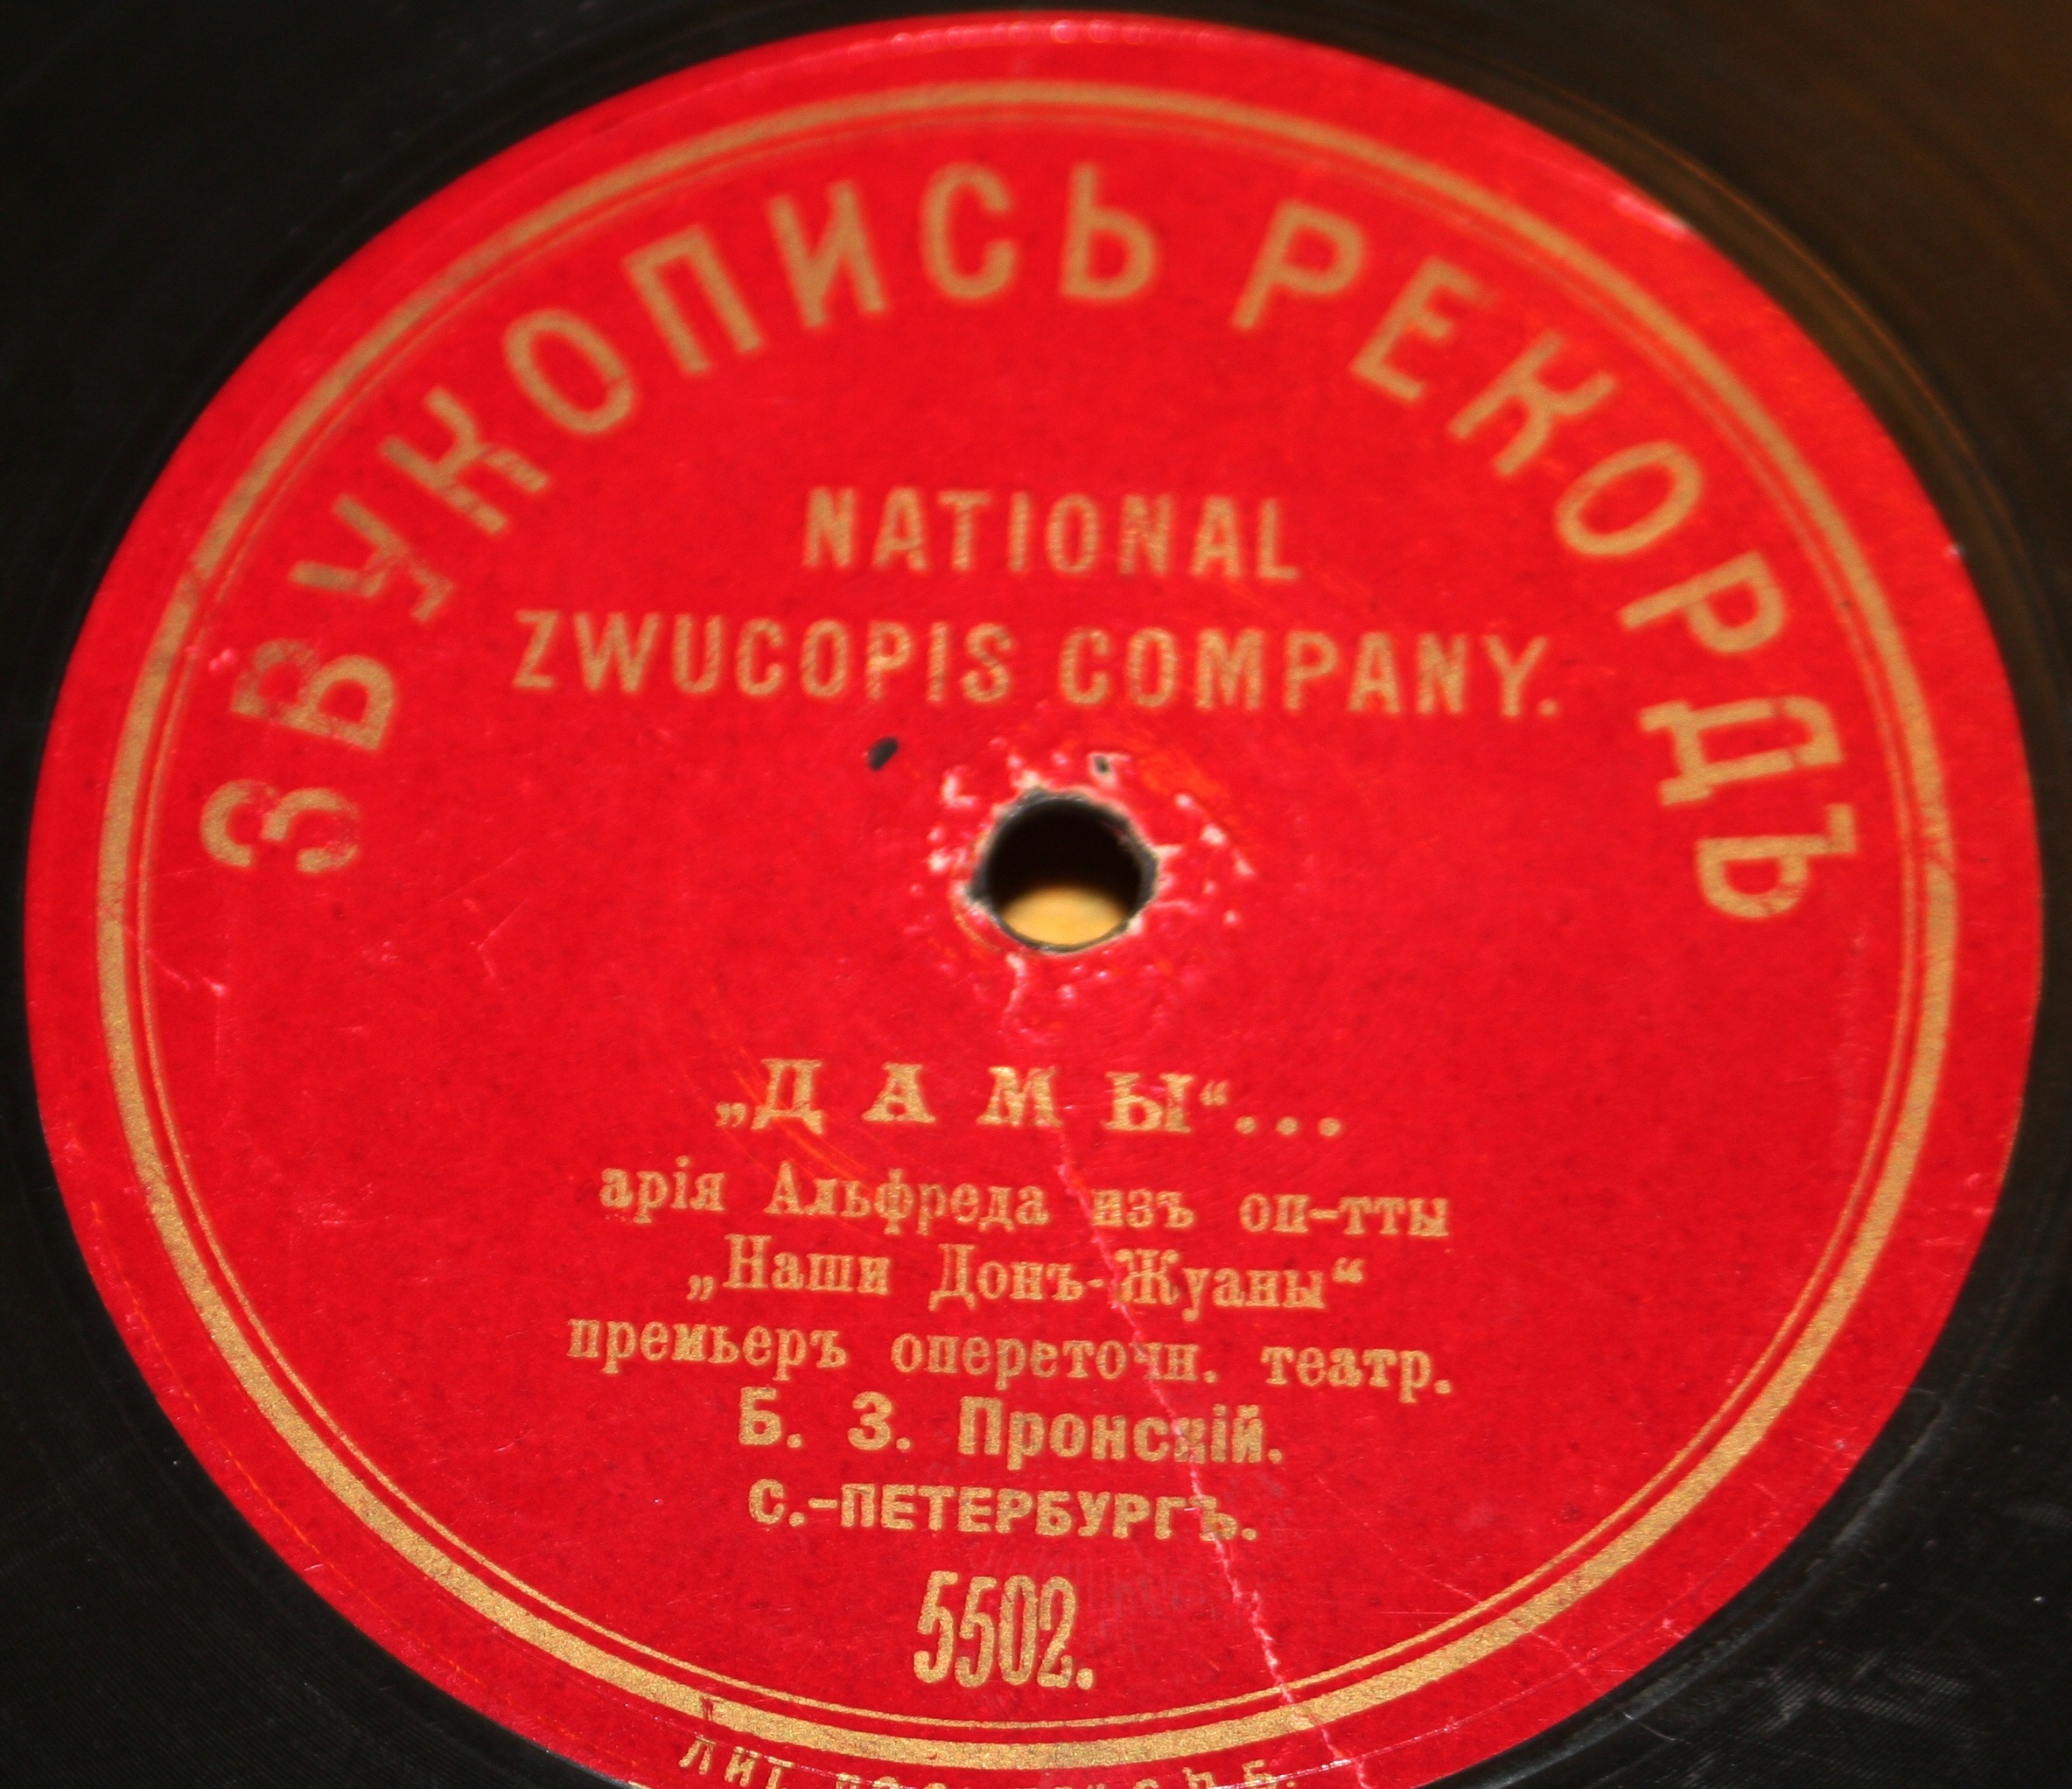 ЗВУКОПИСЬ РЕКОРДЪ
NATIONAL
ZWUCOPIS COMPANY.
„ДАМЫ“...
арія Альфреда изъ оп-тты
„Наши Донъ-Жуаны“
премьеръ опереточн. театр.
Б. З. Пронскій.
С.-ПЕТЕРБУРГЪ.
5502.